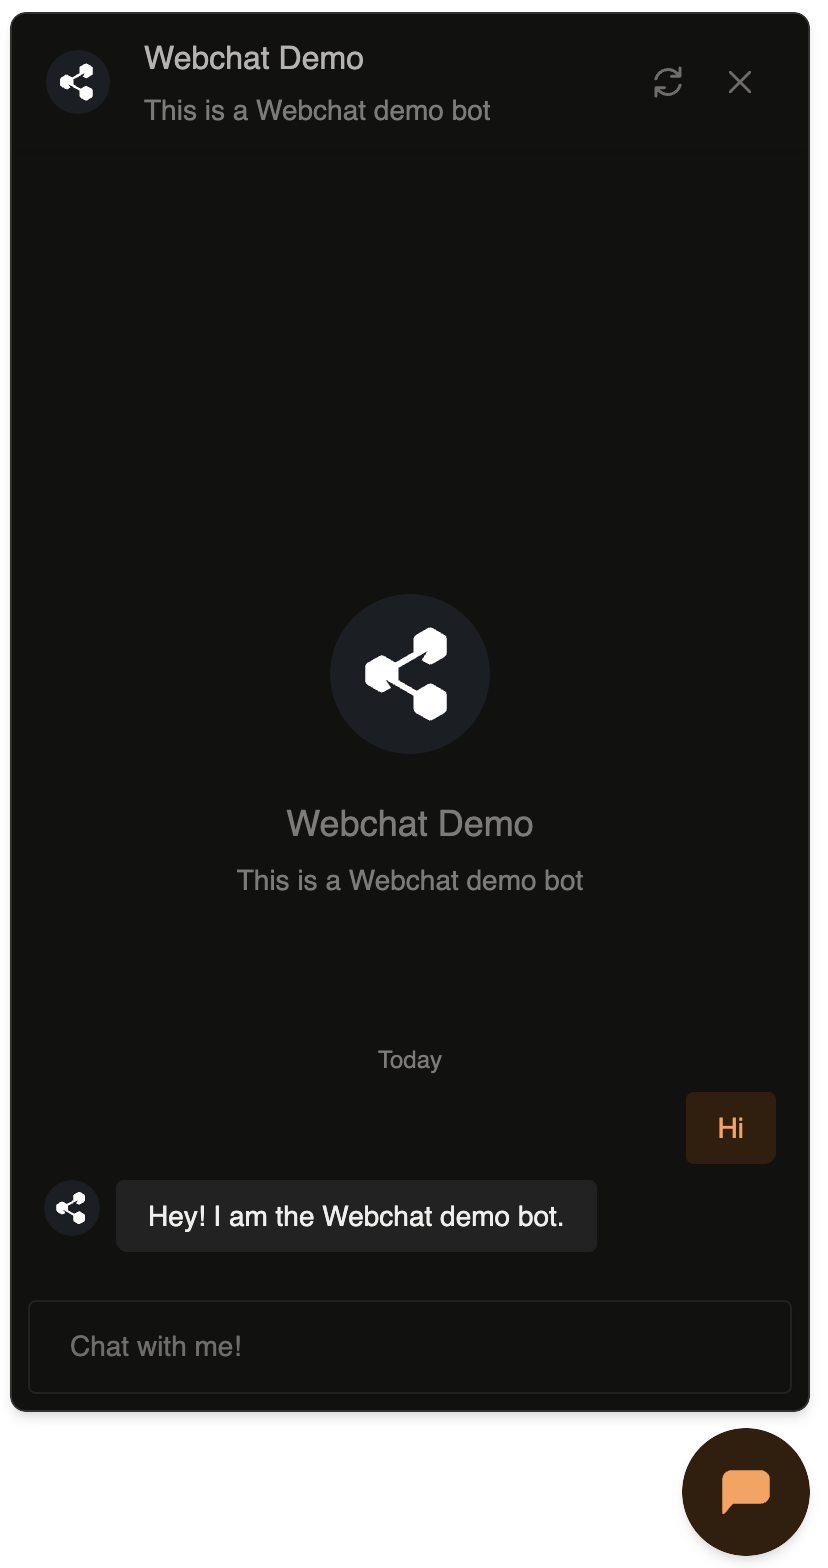 Webchat Demo
This is a Webchat demo bot
Webchat Demo
This is a Webchat demo bot
Today
Hi
Hey! I am the Webchat demo bot.
Chat with me!